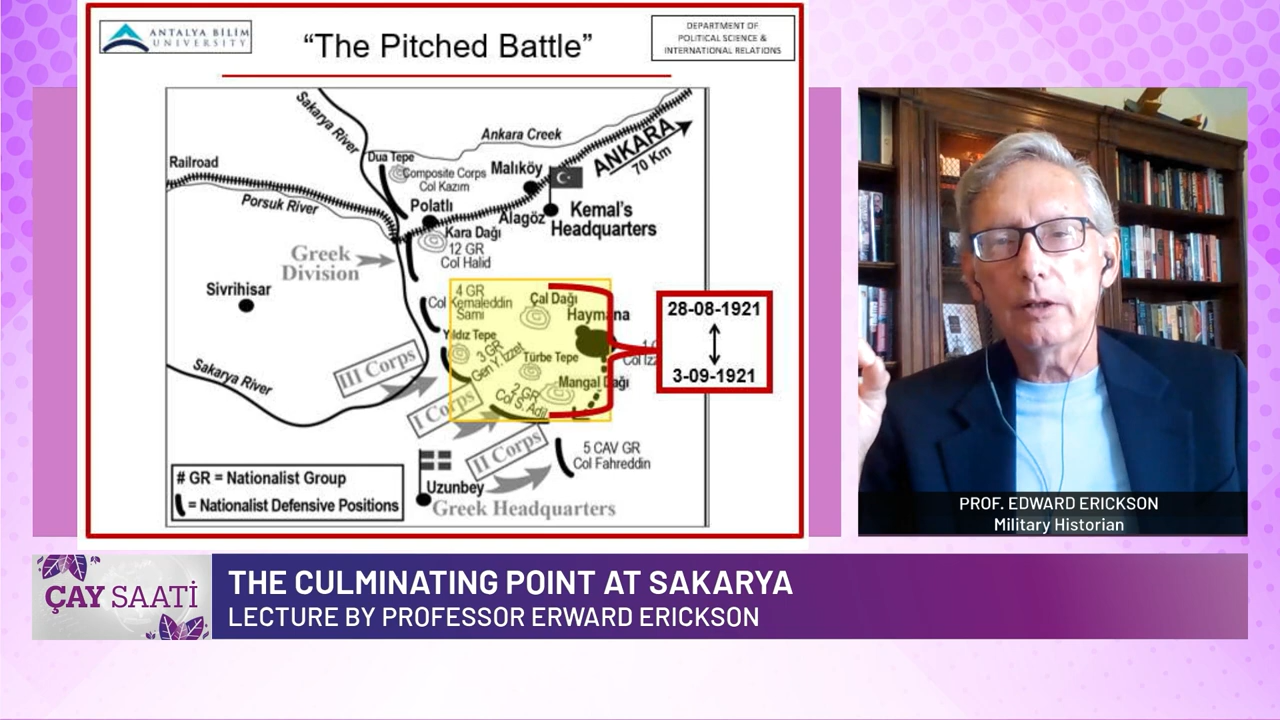 ANTALYA BİLİM
UNIVERSITY
“The Pitched Battle”
DEPARTMENT OF
POLITICAL SCIENCE &
INTERNATIONAL RELATIONS
Sakarya River
Ankara Creek
ANKARA
70 Km
Railroad
Dua Tepe
Composite Corps
Col Kazım
Malıköy
Porsuk River
Polatlı
Alagöz
Kemal's
Headquarters
Kara Dağı
12 GR
Col Halid
Greek
Division
Sivrihisar
4 GR
Col Kemaleddin
Sami
Çal Dağı
Haymana
Yıldız Tepe
3 GR
Gen Y. İzzet
Türbe Tepe
Mangal Dağı
2 GR
Col S. Adil
28-08-1921
3-09-1921
Sakarya River
III Corps
I Corps
II Corps
5 CAV GR
Col Fahreddin
Uzunbey
Greek Headquarters
# GR = Nationalist Group
= Nationalist Defensive Positions
PROF. EDWARD ERICKSON
Military Historian
ÇAY SAATİ
THE CULMINATING POINT AT SAKARYA
LECTURE BY PROFESSOR ERWARD ERICKSON